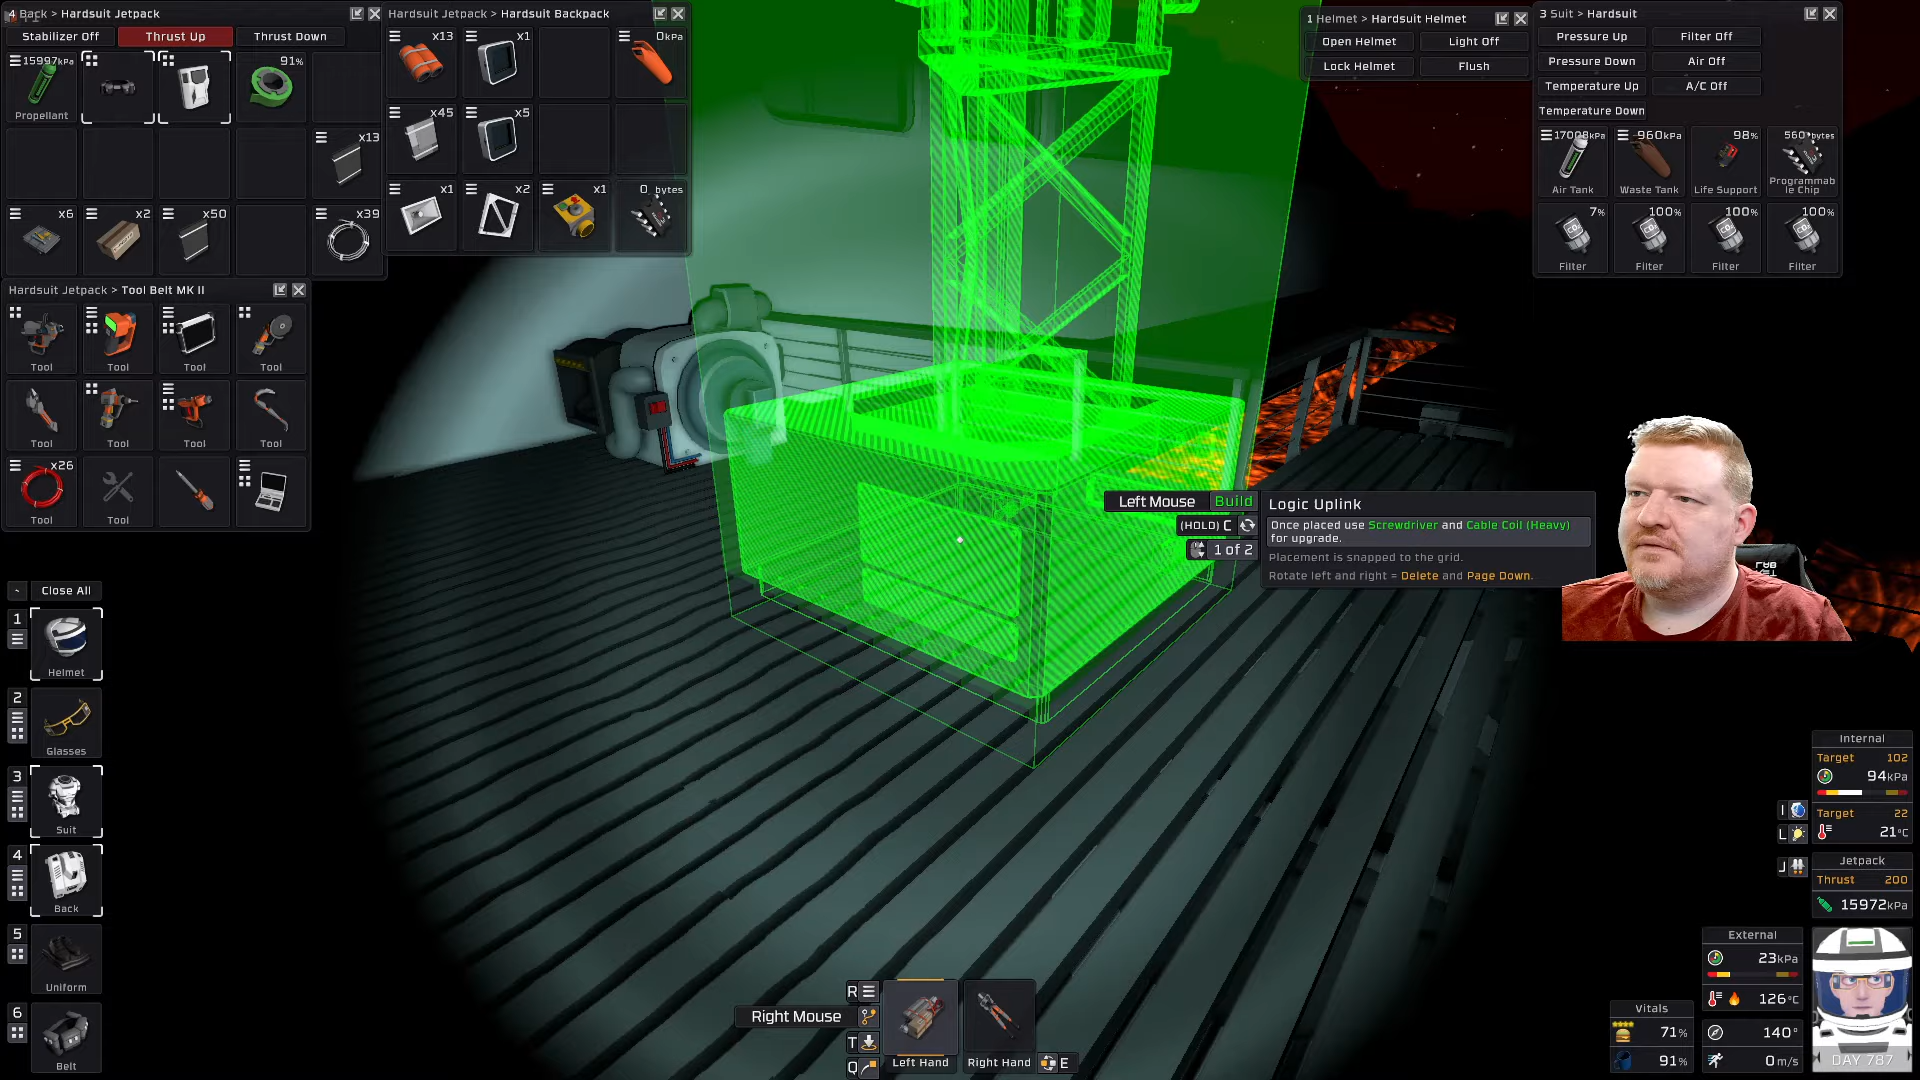 4 Back > Hardsuit Jetpack
Stabilizer Off
Thrust Up
Thrust Down
15997kPa
91%
Propellant
x13
x6
x2
x50
x39
Hardsuit Jetpack > Hardsuit Backpack
x13
x1
0kPa
x45
x5
x1
x2
x1
0 bytes
Hardsuit Jetpack > Tool Belt MK II
Tool
Tool
Tool
Tool
Tool
Tool
Tool
Tool
x26
Tool
Tool
1 Helmet > Hardsuit Helmet
Open Helmet
Light Off
Lock Helmet
Flush
3 Suit > Hardsuit
Pressure Up
Filter Off
Pressure Down
Air Off
Temperature Up
A/C Off
Temperature Down
17008kPa
960kPa
98%
560 bytes
Air Tank
Waste Tank
Life Support
Programmab
le Chip
7%
100%
100%
100%
Filter
Filter
Filter
Filter
Left Mouse
Build
(HOLD) C
1 of 2
Logic Uplink
Once placed use Screwdriver and Cable Coil (Heavy)
for upgrade.
Placement is snapped to the grid.
Rotate left and right = Delete and Page Down.
~
Close All
1
Helmet
2
Glasses
3
Suit
4
Back
5
Uniform
6
Belt
R
Right Mouse
T
Q
Left Hand
Right Hand
E
Internal
Target 102
94kPa
Target 22
21°C
I
L
J
Jetpack
Thrust 200
15972kPa
External
23kPa
126°C
140°
0m/s
Vitals
71%
91%
DAY 787